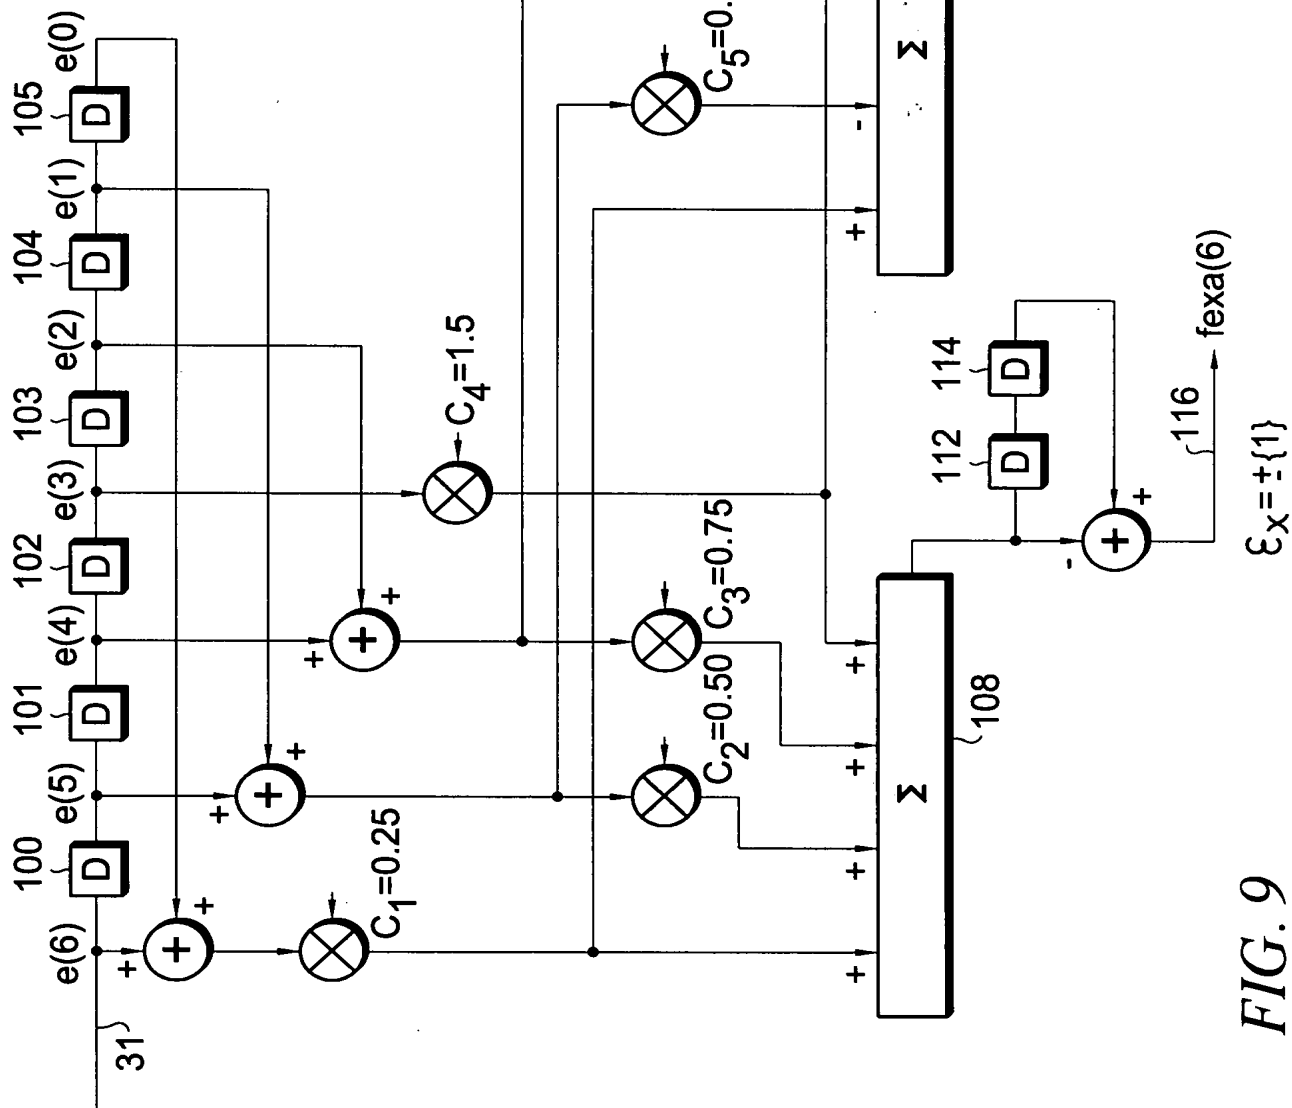 31
e(6)
100
D
e(5)
101
D
e(4)
102
D
e(3)
103
D
e(2)
104
D
e(1)
105
D
e(0)
+
+
+
+
+
+
+
+
+
C1=0.25
C2=0.50
C3=0.75
C4=1.5
C5=0.
+
+
+
+
+
-
Σ
108
Σ
112
D
114
D
-
+
+
116
fexa(6)
Ɛx=±{1}
FIG. 9